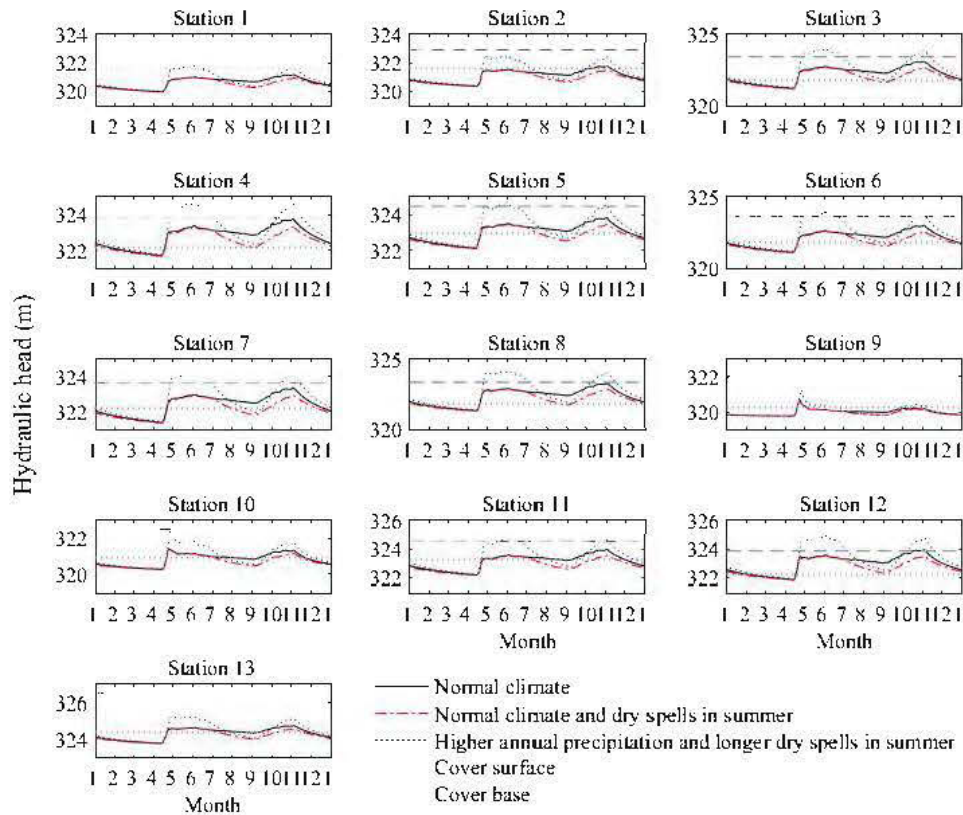 Station 1
324
322
320
1 2 3 4 5 6 7 8 9 10 11 12 1
Station 2
324
322
320
1 2 3 4 5 6 7 8 9 10 11 12 1
Station 3
325
320
1 2 3 4 5 6 7 8 9 10 11 12 1
Station 4
324
322
1 2 3 4 5 6 7 8 9 10 11 12 1
Station 5
324
322
1 2 3 4 5 6 7 8 9 10 11 12 1
Station 6
325
320
1 2 3 4 5 6 7 8 9 10 11 12 1
Hydraulic head (m)
Station 7
324
322
1 2 3 4 5 6 7 8 9 10 11 12 1
Station 8
325
320
1 2 3 4 5 6 7 8 9 10 11 12 1
Station 9
322
320
1 2 3 4 5 6 7 8 9 10 11 12 1
Station 10
322
320
1 2 3 4 5 6 7 8 9 10 11 12 1
Station 11
326
324
322
1 2 3 4 5 6 7 8 9 10 11 12 1
Month
Station 12
326
324
322
1 2 3 4 5 6 7 8 9 10 11 12 1
Month
Station 13
326
324
1 2 3 4 5 6 7 8 9 10 11 12 1
Month
Normal climate
Normal climate and dry spells in summer
Higher annual precipitation and longer dry spells in summer
Cover surface
Cover base